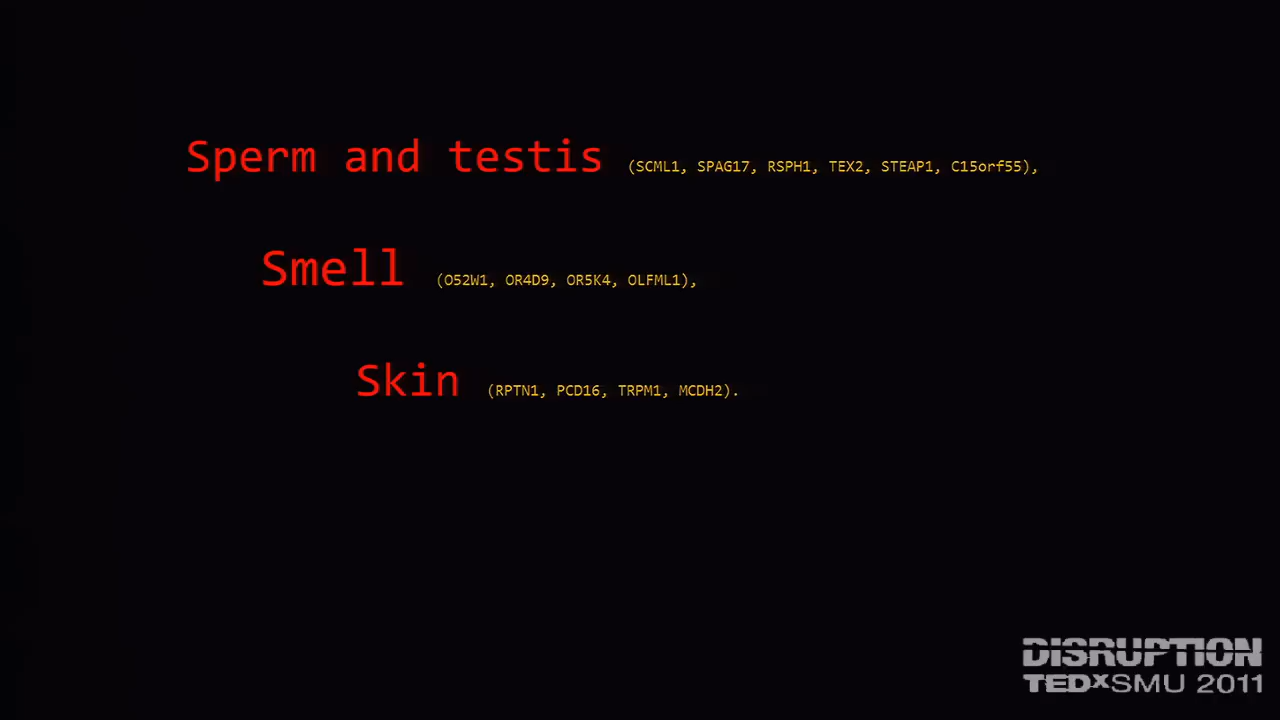 Sperm and testis (SCML1, SPAG17, RSPH1, TEX2, STEAP1, C15orf55),
Smell (O52W1, OR4D9, OR5K4, OLFML1),
Skin (RPTN1, PCD16, TRPM1, MCDH2).
DISRUPTION
TEDxSMU 2011